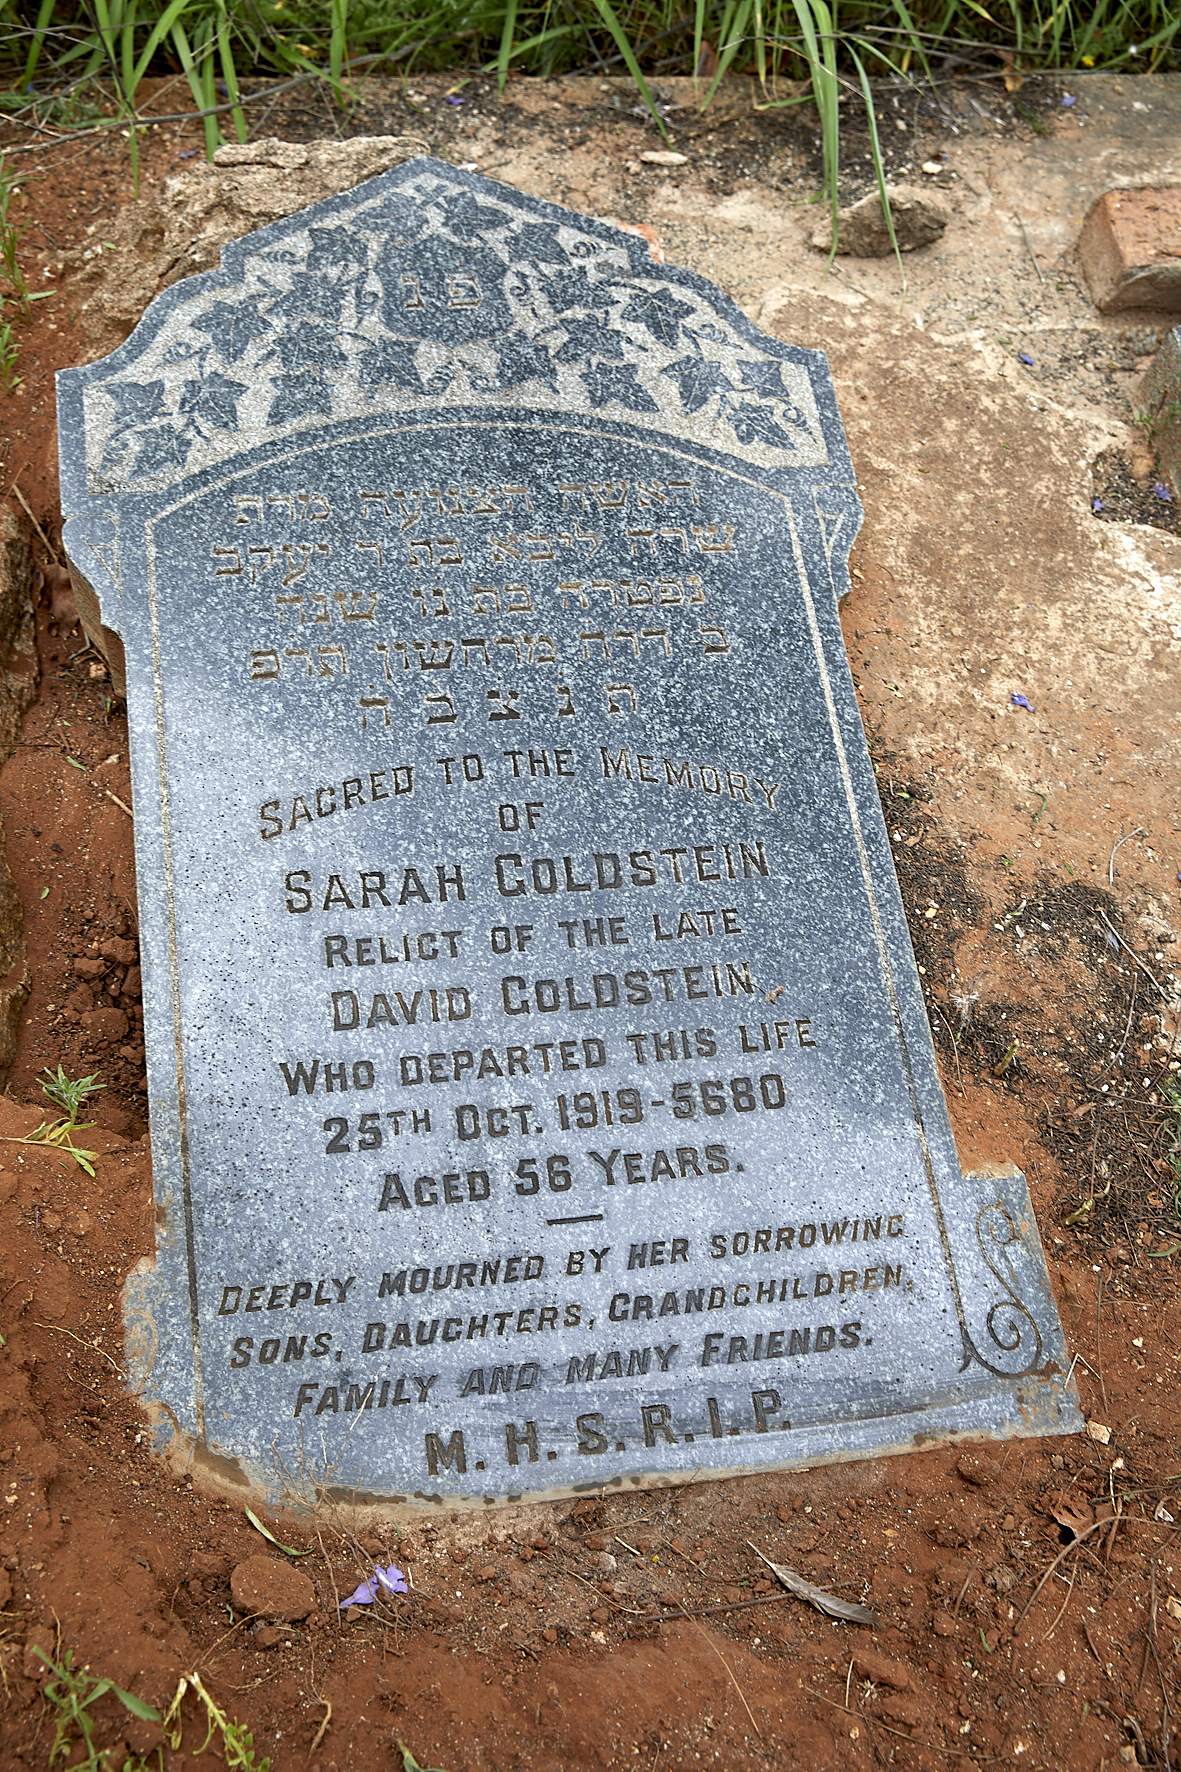 פ נ
האשה הצנועה מרת
שרה ליבא בת ר יעקב
נפטרה בת נו שנה
ב דרח מרחשון תרפ
ת נ צ ב ה
SACRED TO THE MEMORY
OF
SARAH GOLDSTEIN
RELICT OF THE LATE
DAVID GOLDSTEIN
WHO DEPARTED THIS LIFE
25TH OCT. 1919-5680
AGED 56 YEARS.
DEEPLY MOURNED BY HER SORROWING
SONS, DAUGHTERS, GRANDCHILDREN,
FAMILY AND MANY FRIENDS.
M. H. S. R. I. P.